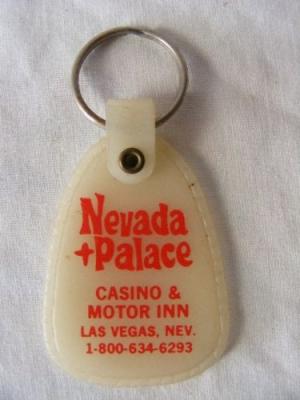 Nevada
+Palace
CASINO &
MOTOR INN
LAS VEGAS, NEV.
1-800-634-6293